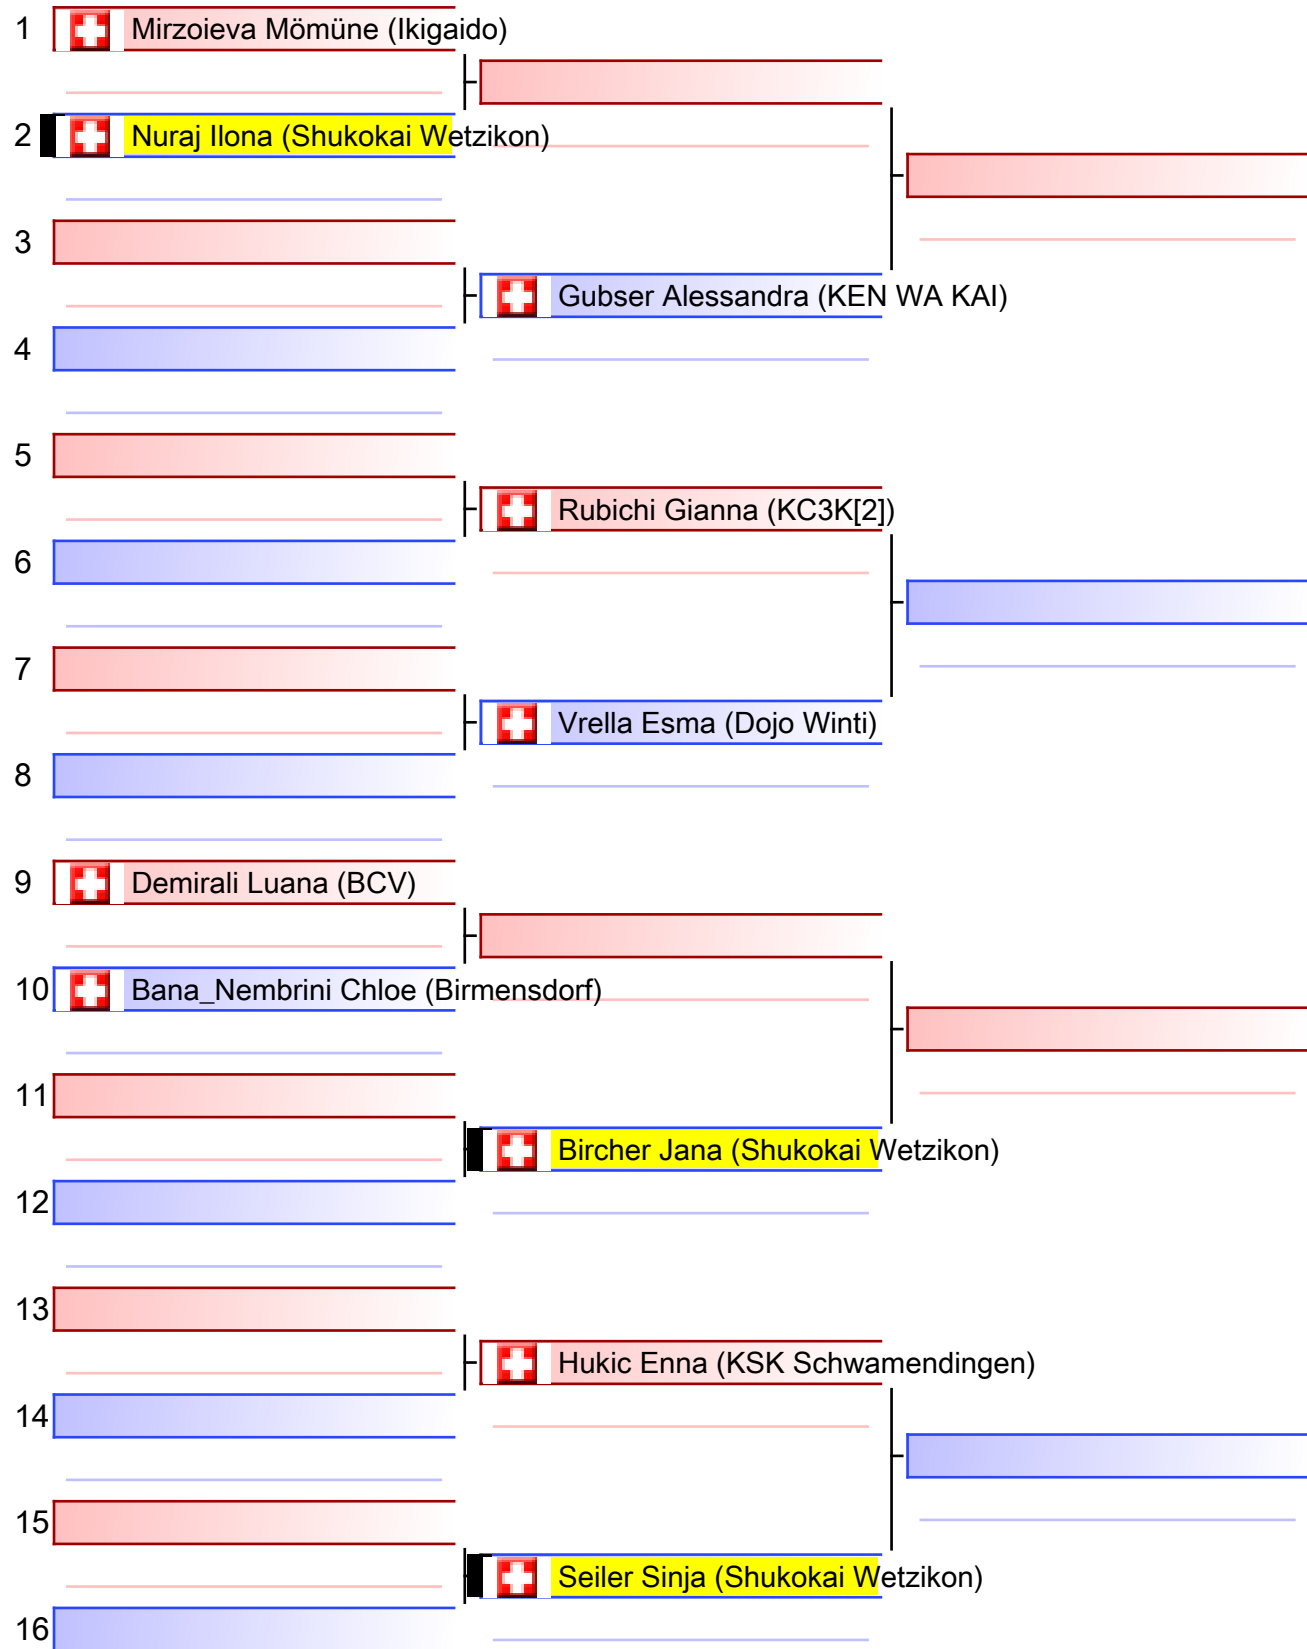 1 Mirzoieva Mömüne (Ikigaido)
2 Nuraj Ilona (Shukokai Wetzikon)
3
Gubser Alessandra (KEN WA KAI)
4
5
Rubichi Gianna (KC3K[2])
6
7
Vrella Esma (Dojo Winti)
8
9 Demirali Luana (BCV)
10 Bana_Nembrini Chloe (Birmensdorf)
11
Bircher Jana (Shukokai Wetzikon)
12
13
Hukic Enna (KSK Schwamendingen)
14
15
Seiler Sinja (Shukokai Wetzikon)
16